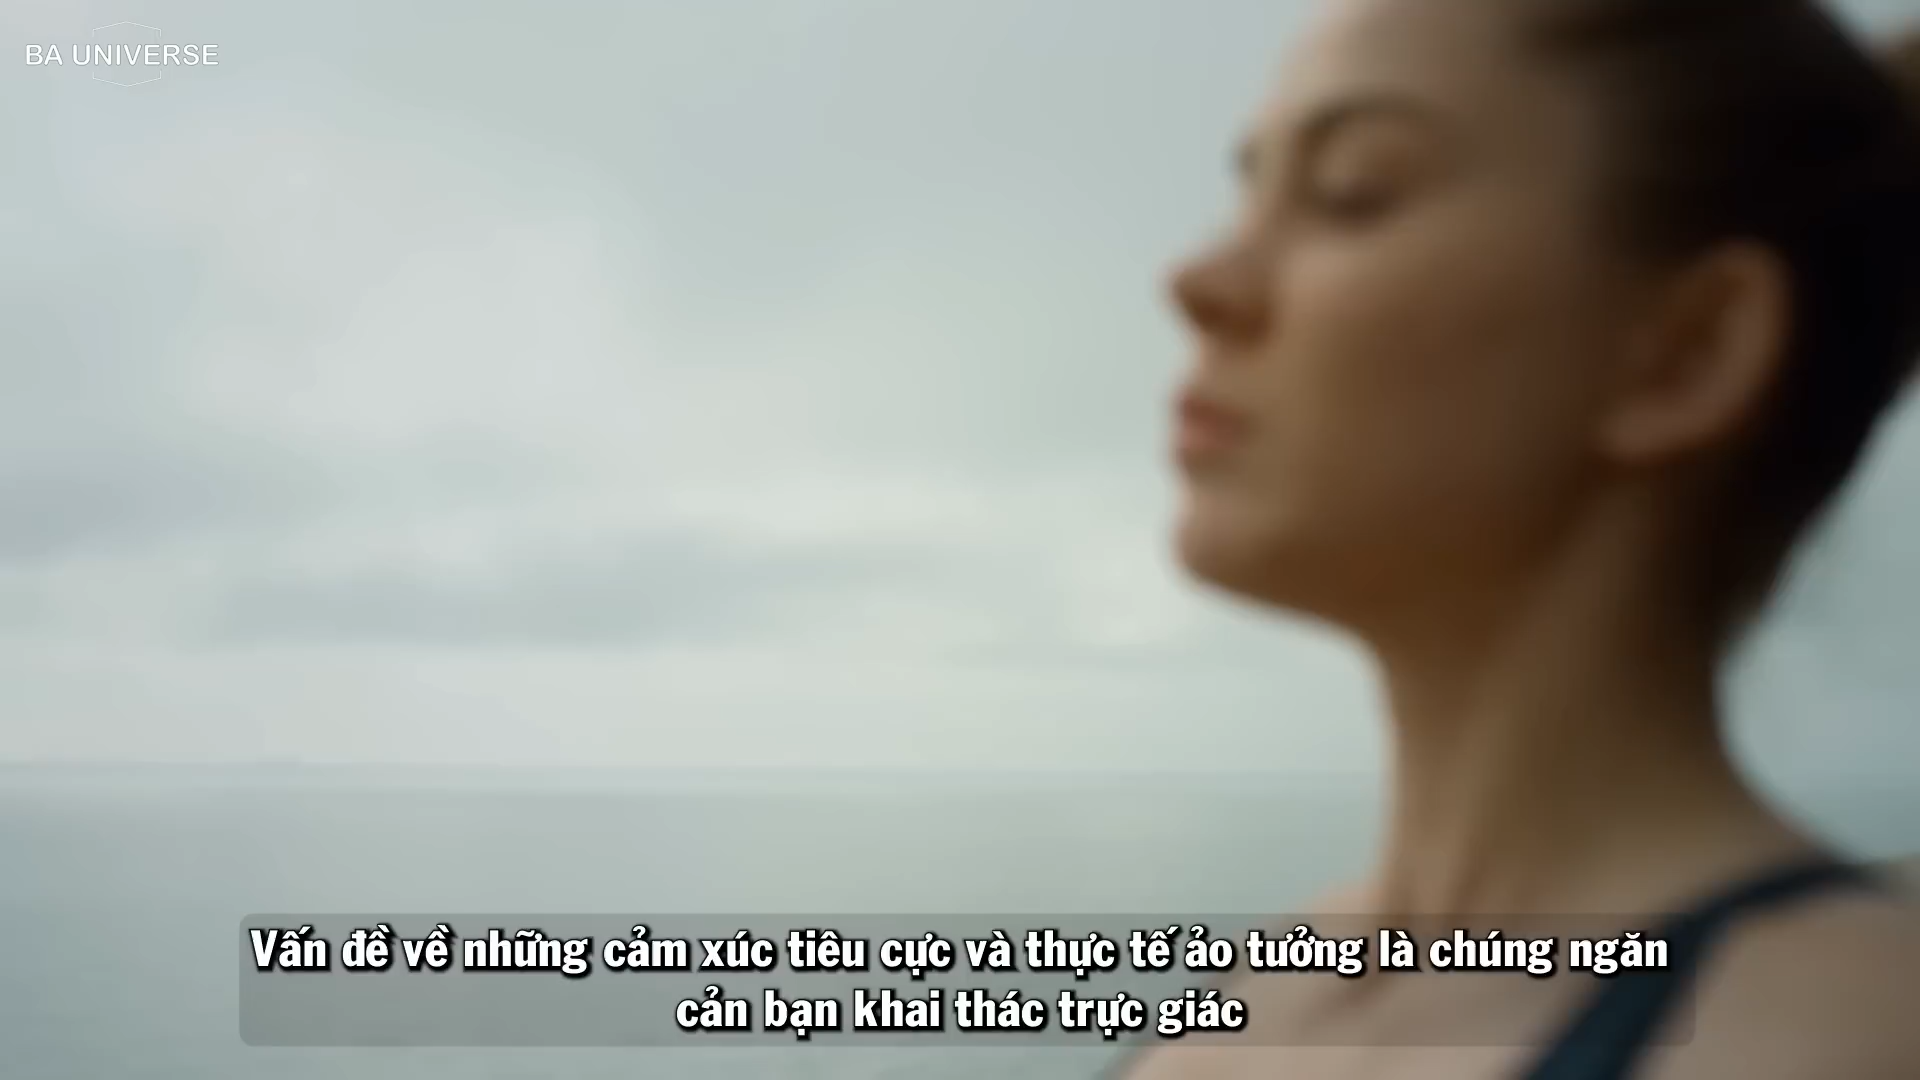 BA UNIVERSE
Vấn đề về những cảm xúc tiêu cực và thực tế ảo tưởng là chúng ngăn
cản bạn khai thác trực giác